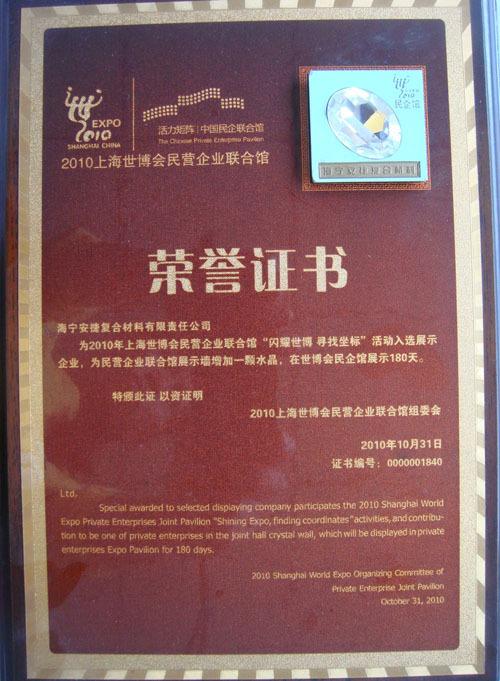 EXPO
2010
SHANGHAI CHINA
活力矩阵|中国民企联合馆
The Chinese Private Enterprise Pavilion
2010上海世博会民营企业联合馆
民企馆
海宁安捷复合材料
荣誉证书
海宁安捷复合材料有限责任公司
为2010年上海世博会民营企业联合馆“闪耀世博 寻找坐标”活动入选展示
企业，为民营企业联合馆展示墙增加一颗水晶，在世博会民企馆展示180天。
特颁此证 以资证明
2010上海世博会民营企业联合馆组委会
2010年10月31日
证书编号：0000001840
Ltd.
Special awarded to selected displaying company participates the 2010 Shanghai World
Expo Private Enterprises Joint Pavilion "Shining Expo, finding coordinates" activities, and contribu-
tion to be one of private enterprises in the joint hall crystal wall, which will be displayed in private
enterprises Expo Pavilion for 180 days.
2010 Shanghai World Expo Organizing Committee of
Private Enterprise Joint Pavilion
October 31, 2010